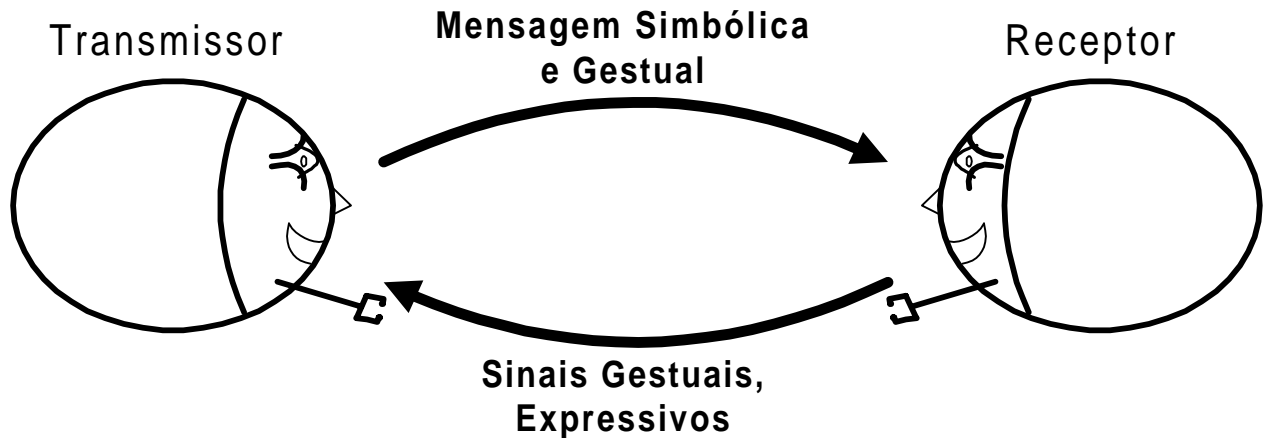 Transmissor
Mensagem Simbólica
e Gestual
Receptor
Sinais Gestuais,
Expressivos